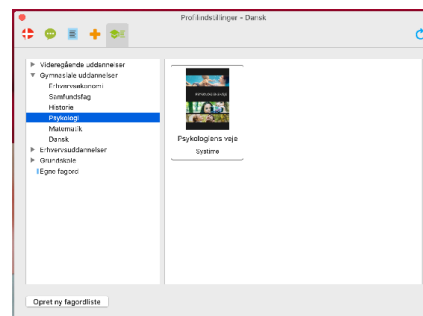 Profilindstillinger - Dansk
Videregående uddannelser
Gymnasiale uddannelser
Erhvervsøkonomi
Samfundsfag
Historie
Psykologi
Matematik
Dansk
Erhvervsuddannelser
Grundskole
Egne fagord
Psykologiens veje
Systime
Opret ny fagordliste